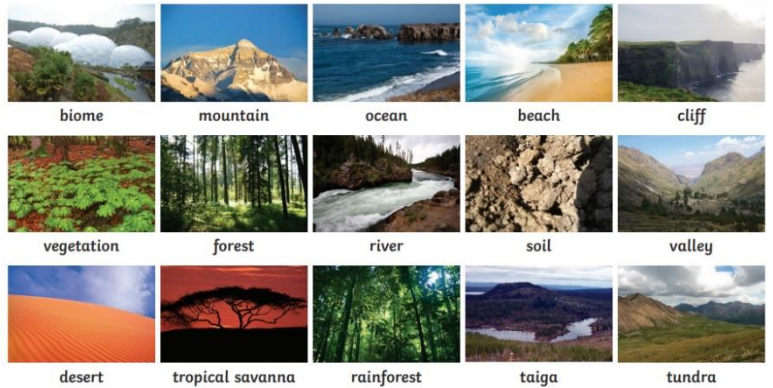 biome mountain ocean beach cliff
vegetation forest river soil valley
desert tropical savanna rainforest taiga tundra